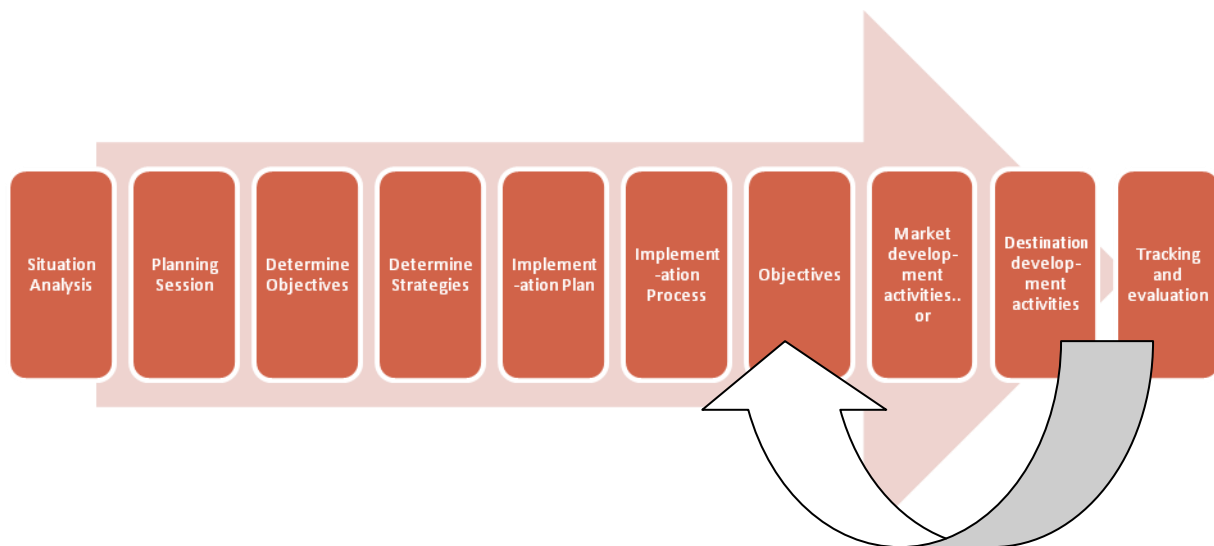 Situation
Analysis
Planning
Session
Determine
Objectives
Determine
Strategies
Implement
-ation Plan
Implement
-ation
Process
Objectives
Market
develop-
ment
activities..
or
Destination
develop-
ment
activities
Tracking
and
evaluation